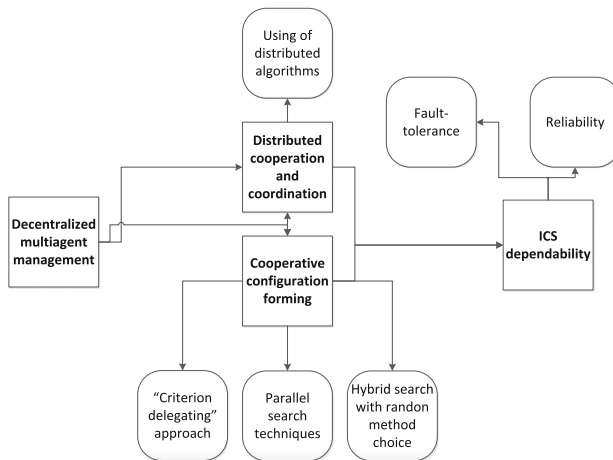 Using of
distributed
algorithms
Fault-
tolerance
Reliability
Distributed
cooperation
and
coordination
Decentralized
multiagent
management
ICS
dependability
Cooperative
configuration
forming
“Criterion
delegating”
approach
Parallel
search
techniques
Hybrid search
with randon
method
choice